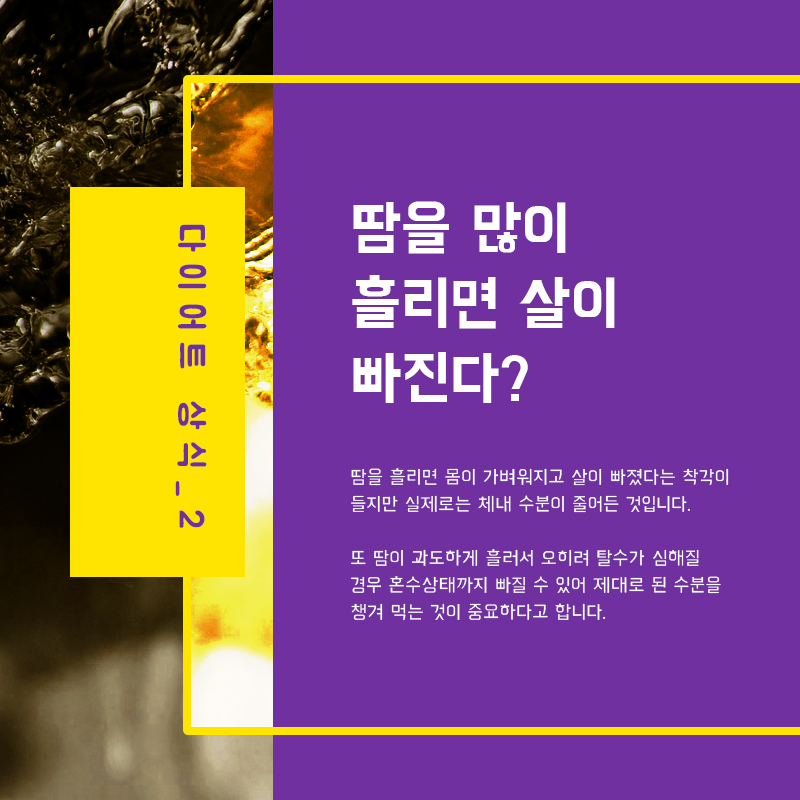 다이어트 상식_2
땀을 많이
흘리면 살이
빠진다?
땀을 흘리면 몸이 가벼워지고 살이 빠졌다는 착각이
들지만 실제로는 체내 수분이 줄어든 것입니다.
또 땀이 과도하게 흘러서 오히려 탈수가 심해질
경우 혼수상태까지 빠질 수 있어 제대로 된 수분을
챙겨 먹는 것이 중요하다고 합니다.